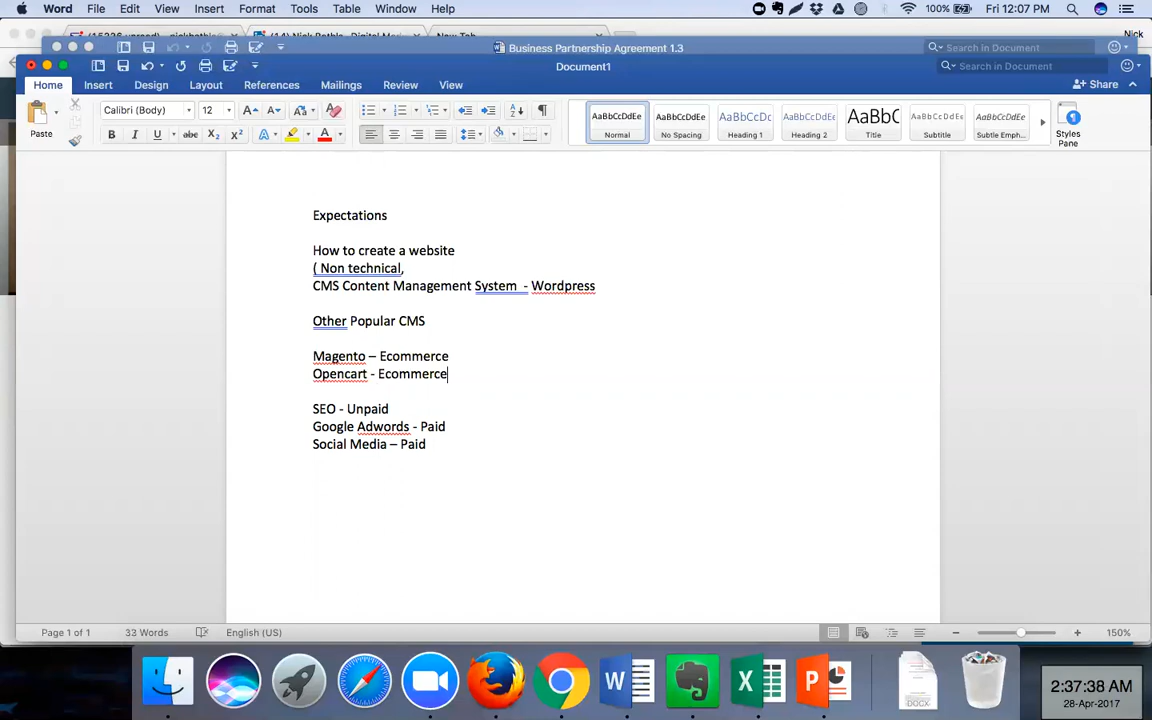 Word File Edit View Insert Format Tools Table Window Help 100% Fri 12:07 PM
Nick
Business Partnership Agreement 1.3 Search in Document
Document1 Search in Document
Home Insert Design Layout References Mailings Review View Share
Calibri (Body) 12
AaBbCcDdEe AaBbCcDdEe AaBbCcDc AaBbCcDdEe AaBbCcDdEe AaBbCcDdEe
Paste Normal No Spacing Heading 1 Heading 2 Title Subtitle Subtle Emph... Styles Pane
Expectations
How to create a website
( Non technical,
CMS Content Management System - Wordpress
Other Popular CMS
Magento – Ecommerce
Opencart - Ecommerce
SEO - Unpaid
Google Adwords - Paid
Social Media – Paid
Page 1 of 1 33 Words English (US) 150%
DOCX
2:37:38 AM
28-Apr-2017